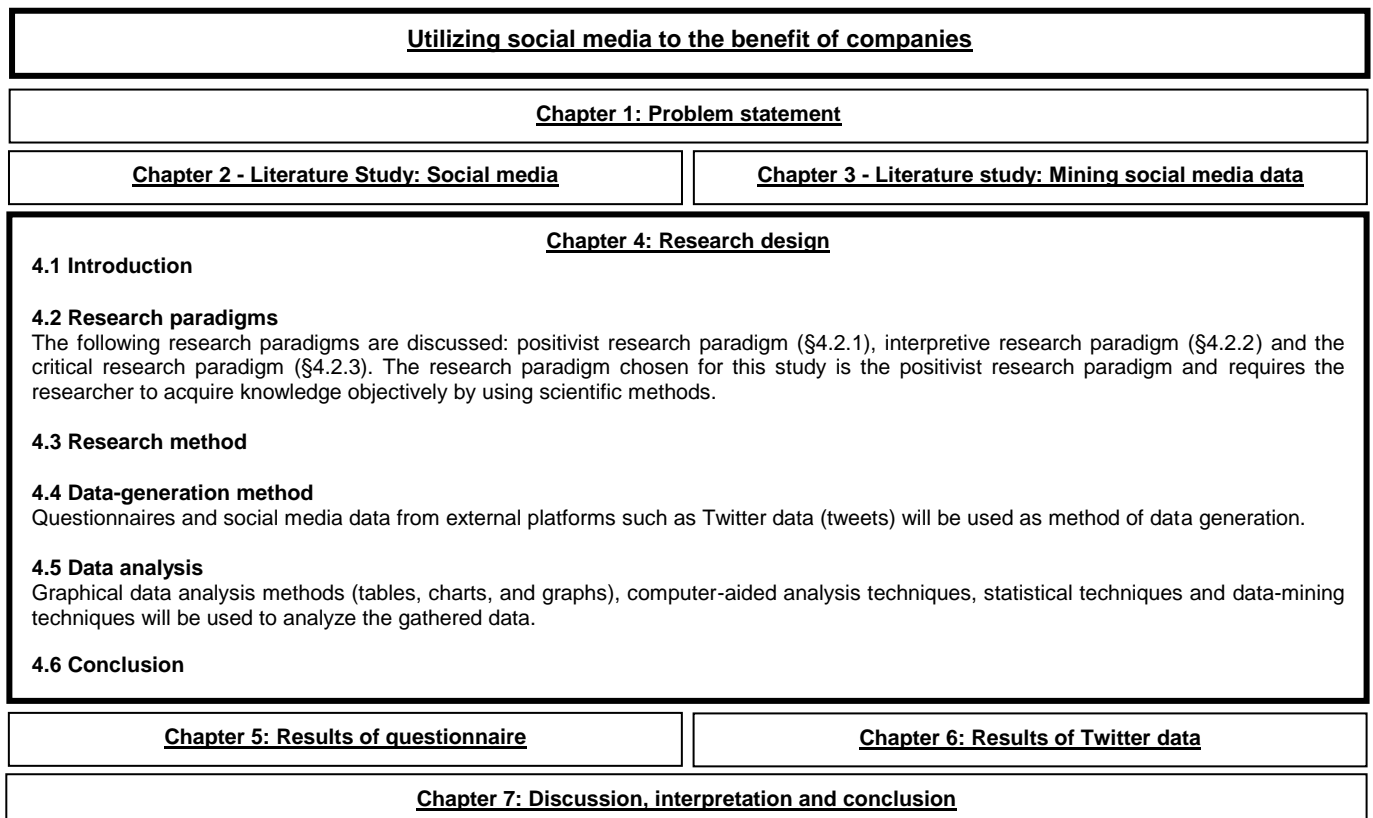 Utilizing social media to the benefit of companies
Chapter 1: Problem statement
Chapter 2 - Literature Study: Social media
Chapter 3 - Literature study: Mining social media data
Chapter 4: Research design
4.1 Introduction
4.2 Research paradigms
The following research paradigms are discussed: positivist research paradigm (§4.2.1), interpretive research paradigm (§4.2.2) and the
critical research paradigm (§4.2.3). The research paradigm chosen for this study is the positivist research paradigm and requires the
researcher to acquire knowledge objectively by using scientific methods.
4.3 Research method
4.4 Data-generation method
Questionnaires and social media data from external platforms such as Twitter data (tweets) will be used as method of data generation.
4.5 Data analysis
Graphical data analysis methods (tables, charts, and graphs), computer-aided analysis techniques, statistical techniques and data-mining
techniques will be used to analyze the gathered data.
4.6 Conclusion
Chapter 5: Results of questionnaire
Chapter 6: Results of Twitter data
Chapter 7: Discussion, interpretation and conclusion